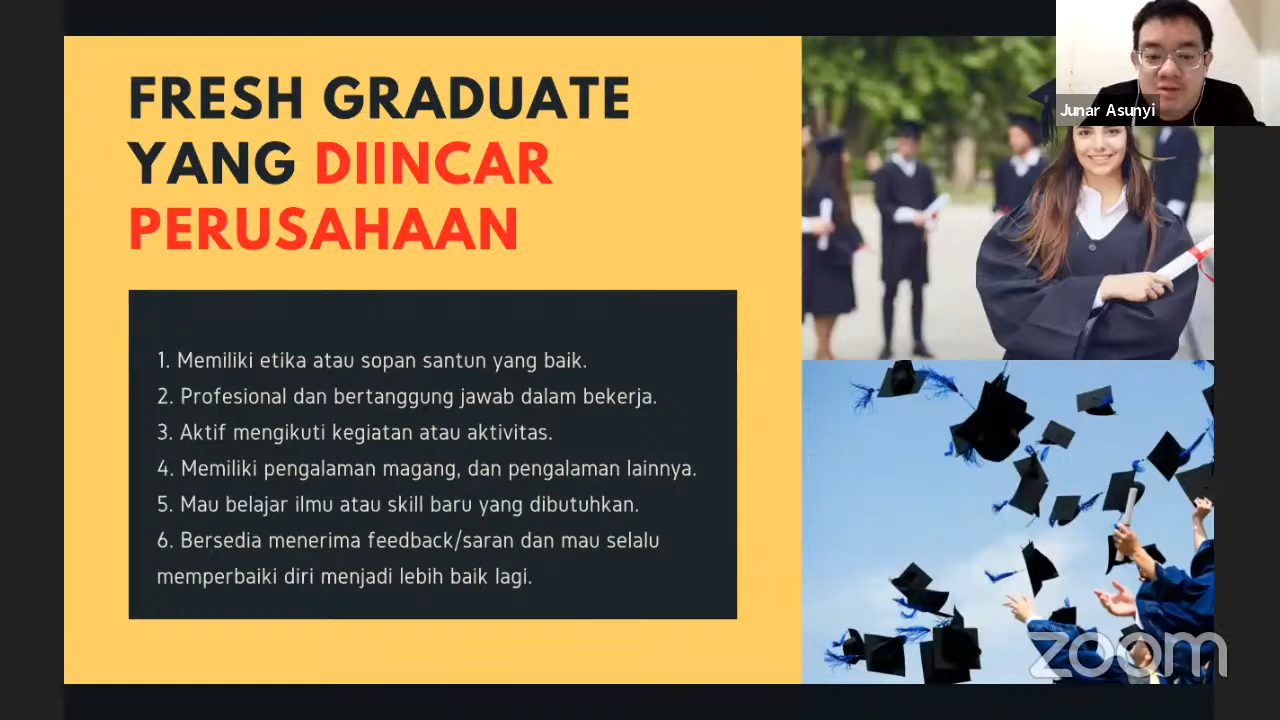 FRESH GRADUATE
YANG DIINCAR
PERUSAHAAN
1. Memiliki etika atau sopan santun yang baik.
2. Profesional dan bertanggung jawab dalam bekerja.
3. Aktif mengikuti kegiatan atau aktivitas.
4. Memiliki pengalaman magang, dan pengalaman lainnya.
5. Mau belajar ilmu atau skill baru yang dibutuhkan.
6. Bersedia menerima feedback/saran dan mau selalu
memperbaiki diri menjadi lebih baik lagi.
Junar Asunyi
zoom